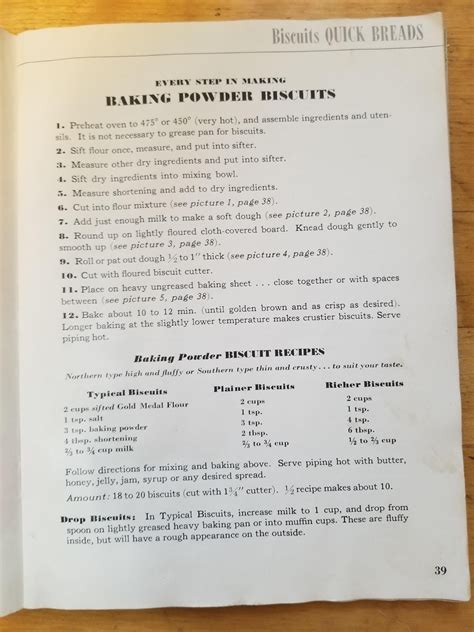 Biscuits QUICK BREADS
EVERY STEP IN MAKING
BAKING POWDER BISCUITS
1. Preheat oven to 475° or 450° (very hot), and assemble ingredients and uten-
sils. It is not necessary to grease pan for biscuits.
2. Sift flour once, measure, and put into sifter.
3. Measure other dry ingredients and put into sifter.
4. Sift dry ingredients into mixing bowl.
5. Measure shortening and add to dry ingredients.
6. Cut into flour mixture (see picture 1, page 38).
7. Add just enough milk to make a soft dough (see picture 2, page 38).
8. Round up on lightly floured cloth-covered board. Knead dough gently to
smooth up (see picture 3, page 38).
9. Roll or pat out dough ½ to 1" thick (see picture 4, page 38).
10. Cut with floured biscuit cutter.
11. Place on heavy ungreased baking sheet . . . close together or with spaces
between (see picture 5, page 38).
12. Bake about 10 to 12 min. (until golden brown and as crisp as desired).
Longer baking at the slightly lower temperature makes crustier biscuits. Serve
piping hot.
Baking Powder BISCUIT RECIPES
Northern type high and fluffy or Southern type thin and crusty . . . to suit your taste.
Typical Biscuits Plainer Biscuits Richer Biscuits
2 cups sifted Gold Medal Flour 2 cups 2 cups
1 tsp. salt 1 tsp. 1 tsp.
3 tsp. baking powder 3 tsp. 4 tsp.
4 tbsp. shortening 2 tbsp. 6 tbsp.
⅔ to ¾ cup milk ⅔ to ¾ cup ½ to ⅔ cup
Follow directions for mixing and baking above. Serve piping hot with butter,
honey, jelly, jam, syrup or any desired spread.
Amount: 18 to 20 biscuits (cut with 1¾" cutter). ½ recipe makes about 10.
Drop Biscuits: In Typical Biscuits, increase milk to 1 cup, and drop from
spoon on lightly greased heavy baking pan or into muffin cups. These are fluffy
inside, but will have a rough appearance on the outside.
39